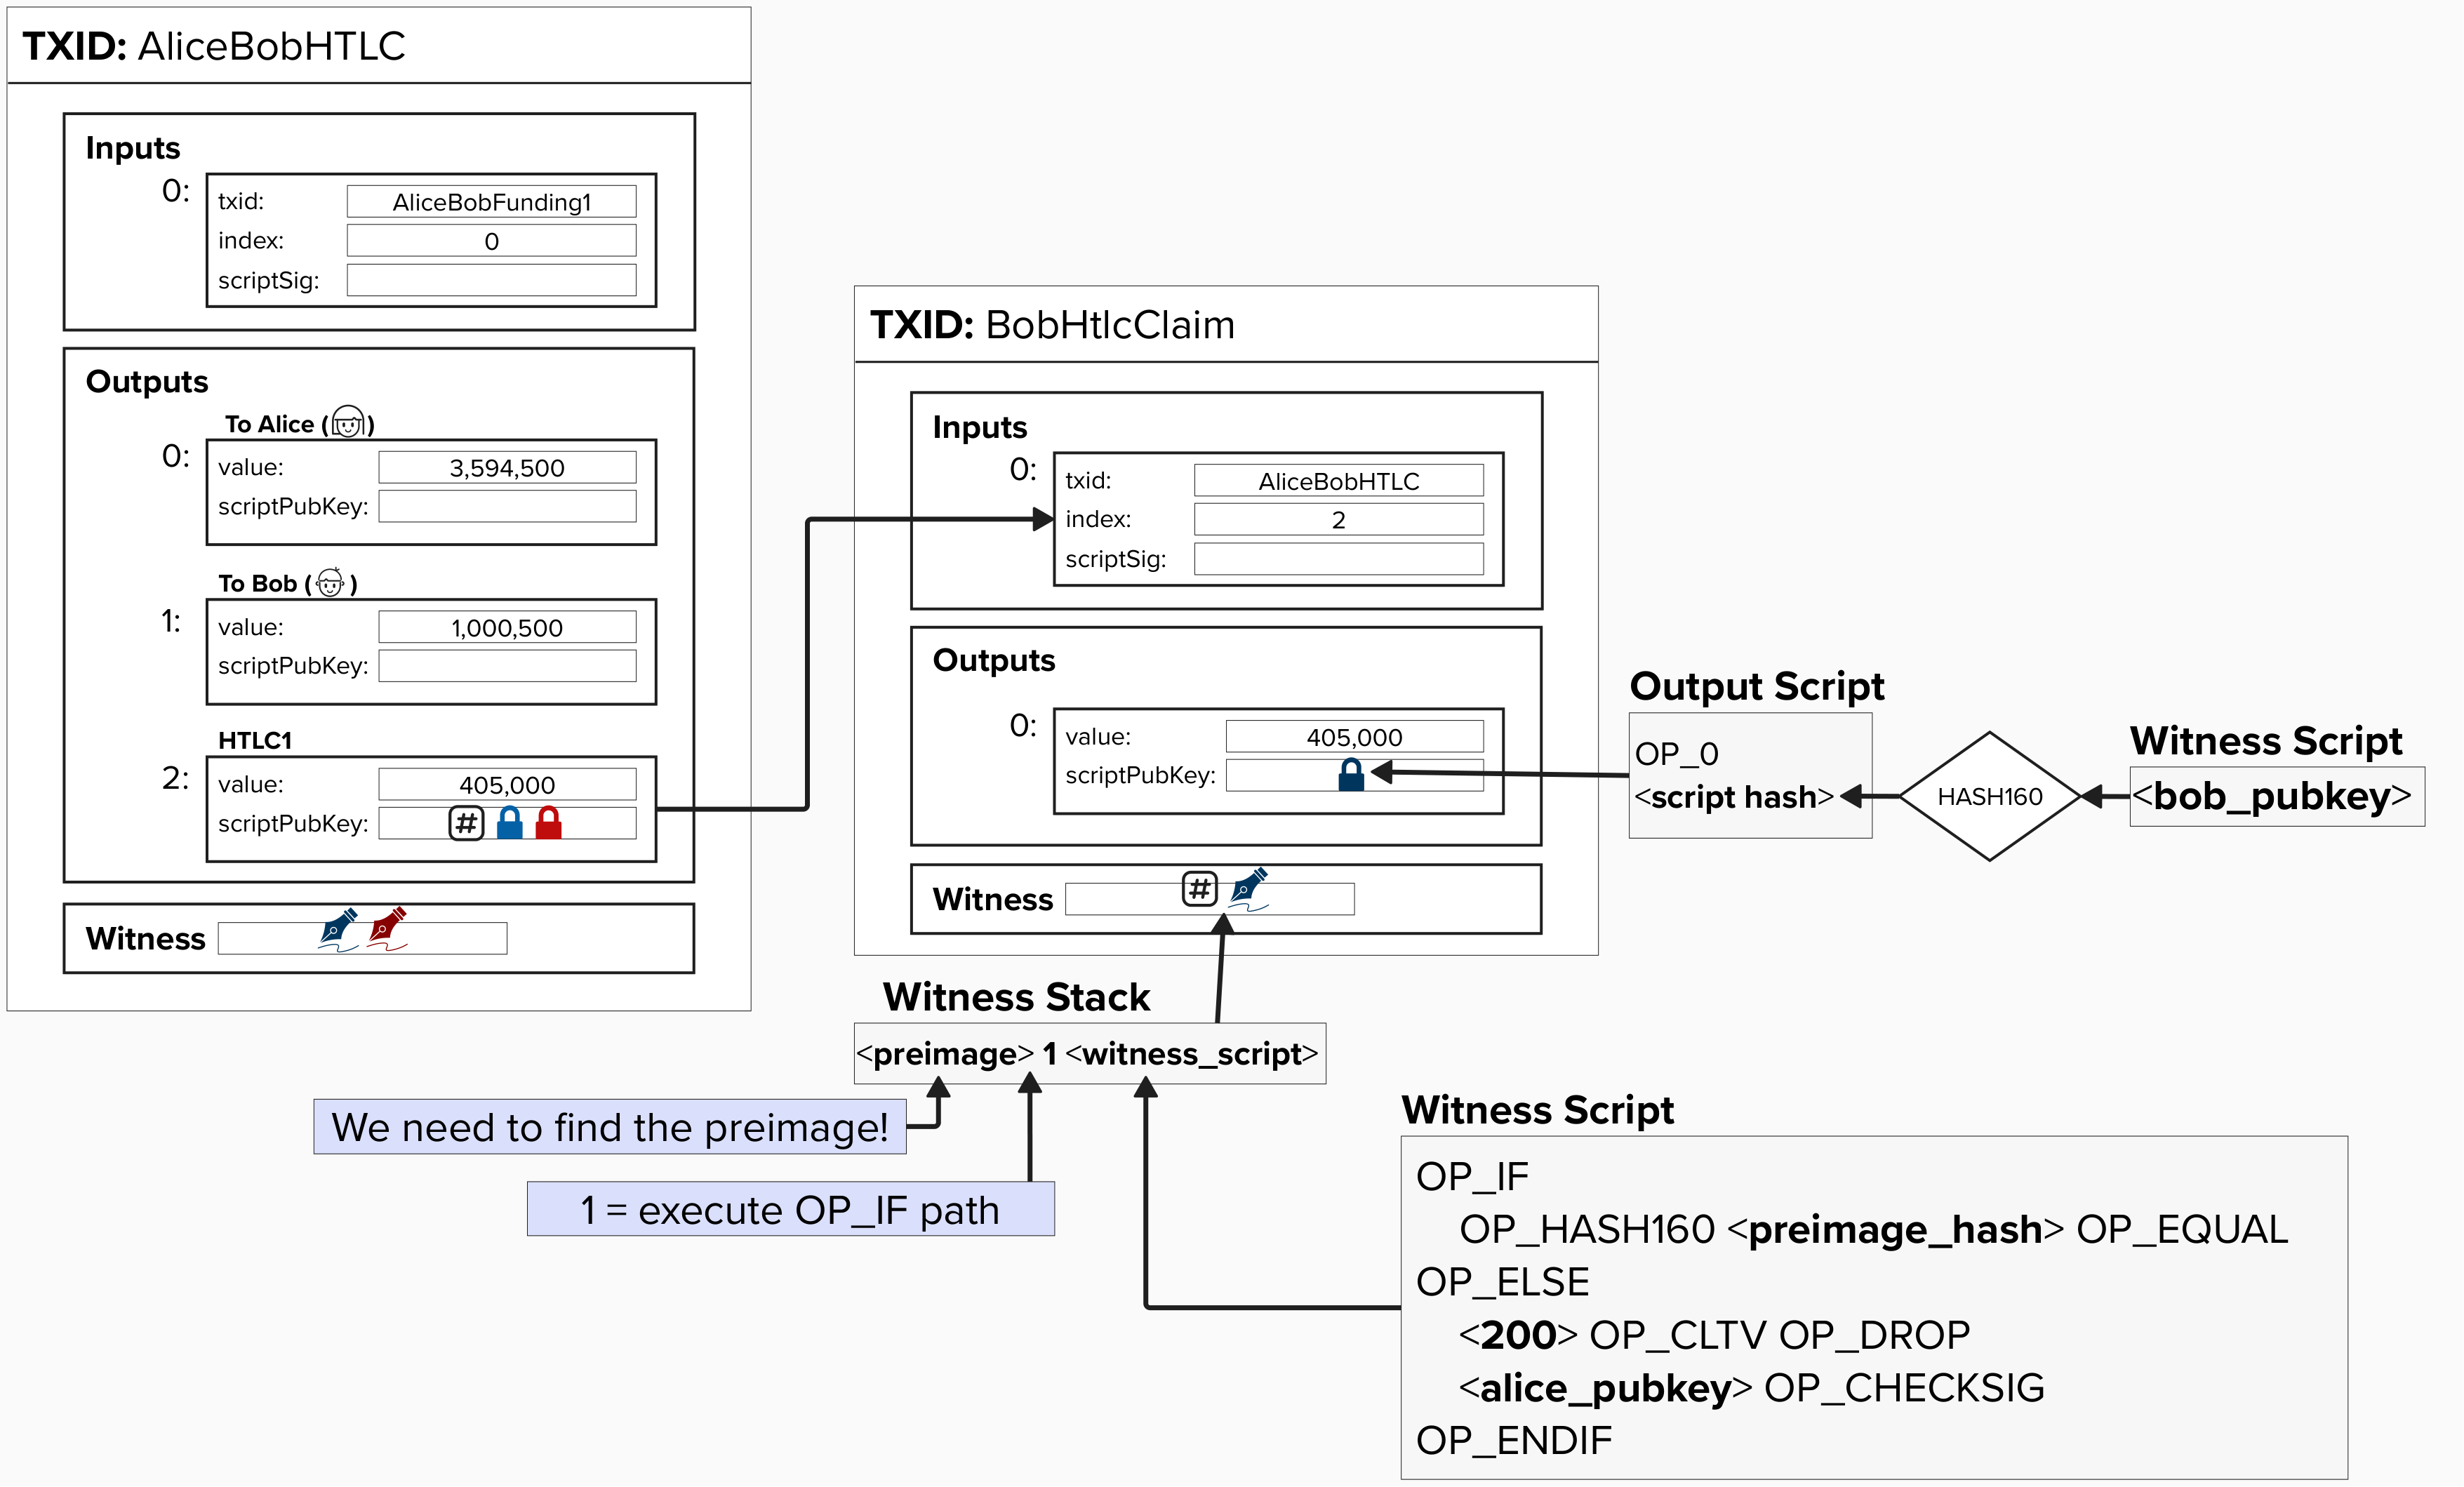 TXID: AliceBobHTLC
Inputs
0:
txid: AliceBobFunding1
index: 0
scriptSig:
Outputs
To Alice ( )
0:
value: 3,594,500
scriptPubKey:
To Bob ( )
1:
value: 1,000,500
scriptPubKey:
HTLC1
2:
value: 405,000
scriptPubKey: #
Witness
TXID: BobHtlcClaim
Inputs
0:
txid: AliceBobHTLC
index: 2
scriptSig:
Outputs
0:
value: 405,000
scriptPubKey:
Witness #
Output Script
OP_0
<script hash>
HASH160
Witness Script
<bob_pubkey>
Witness Stack
<preimage> 1 <witness_script>
We need to find the preimage!
1 = execute OP_IF path
Witness Script
OP_IF
OP_HASH160 <preimage_hash> OP_EQUAL
OP_ELSE
<200> OP_CLTV OP_DROP
<alice_pubkey> OP_CHECKSIG
OP_ENDIF